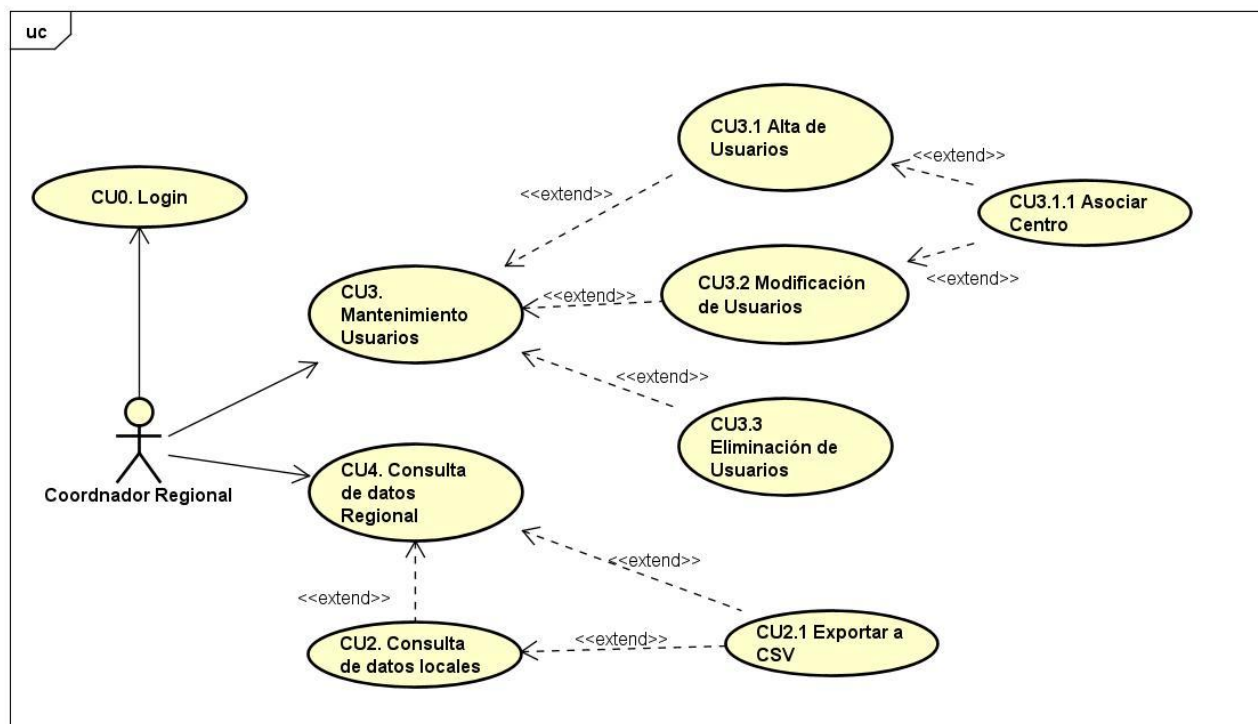 uc
CU3.1 Alta de
Usuarios
<<extend>>
<<extend>>
CU0. Login
CU3.1.1 Asociar
Centro
CU3.
Mantenimiento
Usuarios
<<extend>>
CU3.2 Modificación
de Usuarios
<<extend>>
<<extend>>
CU3.3
Eliminación de
Usuarios
Coordnador Regional
CU4. Consulta
de datos
Regional
<<extend>>
<<extend>>
CU2. Consulta
de datos locales
<<extend>>
CU2.1 Exportar a
CSV